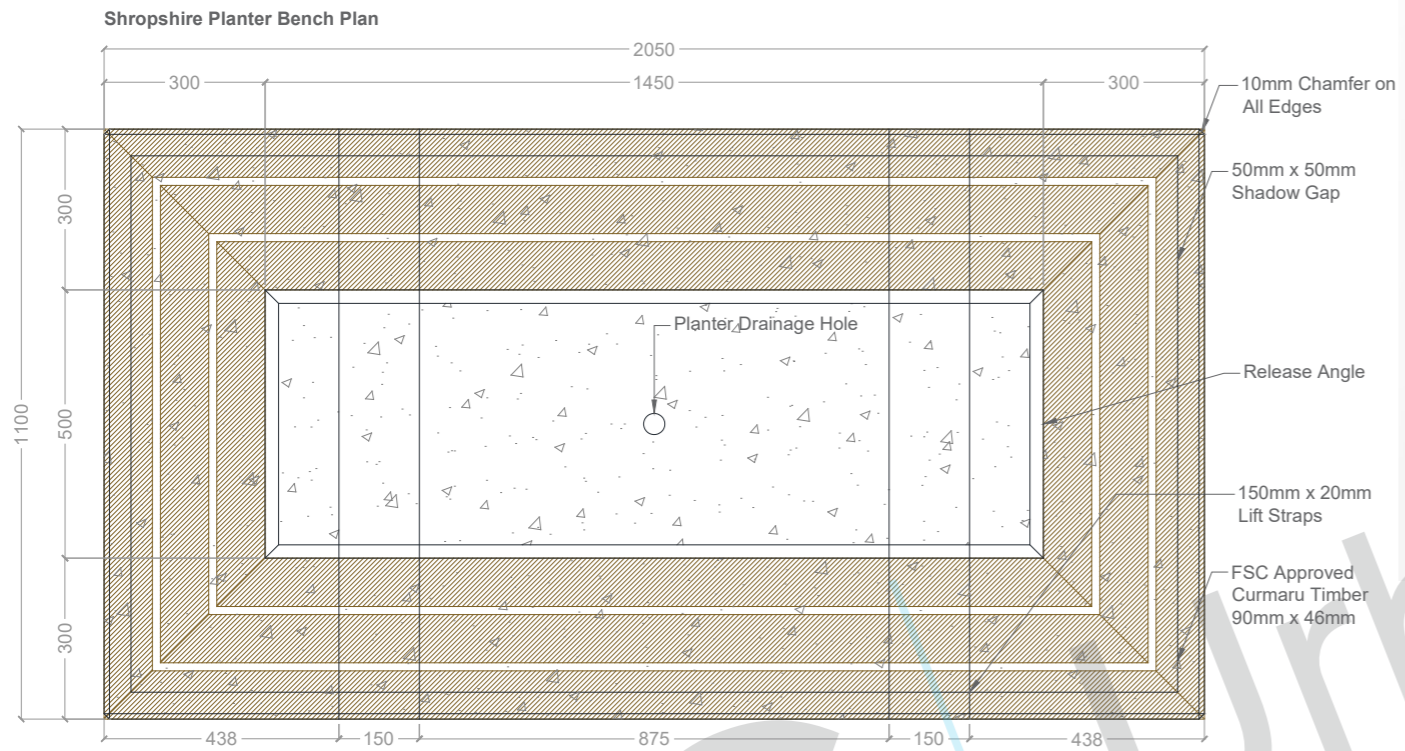 Shropshire Planter Bench Plan
2050
300
1450
300
10mm Chamfer on
All Edges
50mm x 50mm
Shadow Gap
300
Planter Drainage Hole
Release Angle
1100
500
150mm x 20mm
Lift Straps
FSC Approved
Curmaru Timber
90mm x 46mm
300
438
150
875
150
438